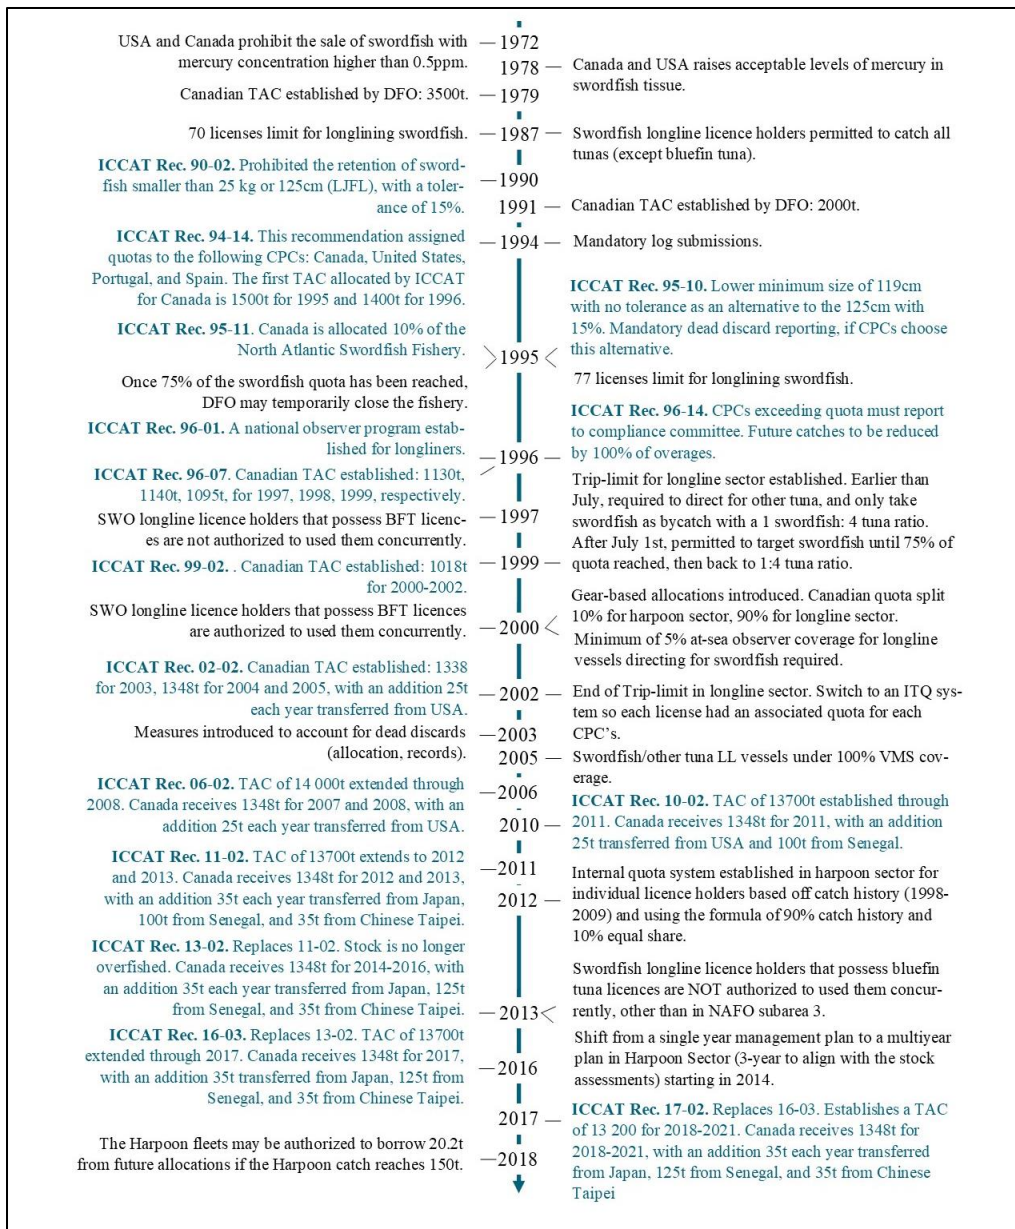 USA and Canada prohibit the sale of swordfish with
mercury concentration higher than 0.5ppm.
1972
1978
Canada and USA raises acceptable levels of mercury in
swordfish tissue.
Canadian TAC established by DFO: 3500t.
1979
70 licenses limit for longlining swordfish.
1987
Swordfish longline licence holders permitted to catch all
tunas (except bluefin tuna).
ICCAT Rec. 90-02. Prohibited the retention of sword-
fish smaller than 25 kg or 125cm (LJFL), with a toler-
ance of 15%.
1990
1991
Canadian TAC established by DFO: 2000t.
ICCAT Rec. 94-14. This recommendation assigned
quotas to the following CPCs: Canada, United States,
Portugal, and Spain. The first TAC allocated by ICCAT
for Canada is 1500t for 1995 and 1400t for 1996.
1994
Mandatory log submissions.
ICCAT Rec. 95-11. Canada is allocated 10% of the
North Atlantic Swordfish Fishery.
Once 75% of the swordfish quota has been reached,
DFO may temporarily close the fishery.
1995
ICCAT Rec. 95-10. Lower minimum size of 119cm
with no tolerance as an alternative to the 125cm with
15%. Mandatory dead discard reporting, if CPCs choose
this alternative.
77 licenses limit for longlining swordfish.
ICCAT Rec. 96-01. A national observer program estab-
lished for longliners.
ICCAT Rec. 96-07. Canadian TAC established: 1130t,
1140t, 1095t, for 1997, 1998, 1999, respectively.
1996
ICCAT Rec. 96-14. CPCs exceeding quota must report
to compliance committee. Future catches to be reduced
by 100% of overages.
SWO longline licence holders that possess BFT licenc-
es are not authorized to used them concurrently.
1997
ICCAT Rec. 99-02. . Canadian TAC established: 1018t
for 2000-2002.
1999
Trip-limit for longline sector established. Earlier than
July, required to direct for other tuna, and only take
swordfish as bycatch with a 1 swordfish: 4 tuna ratio.
After July 1st, permitted to target swordfish until 75% of
quota reached, then back to 1:4 tuna ratio.
SWO longline licence holders that possess BFT licences
are authorized to used them concurrently.
2000
Gear-based allocations introduced. Canadian quota split
10% for harpoon sector, 90% for longline sector.
Minimum of 5% at-sea observer coverage for longline
vessels directing for swordfish required.
ICCAT Rec. 02-02. Canadian TAC established: 1338
for 2003, 1348t for 2004 and 2005, with an addition 25t
each year transferred from USA.
2002
End of Trip-limit in longline sector. Switch to an ITQ sys-
tem so each license had an associated quota for each
CPC’s.
Measures introduced to account for dead discards
(allocation, records).
2003
2005
Swordfish/other tuna LL vessels under 100% VMS cov-
erage.
ICCAT Rec. 06-02. TAC of 14 000t extended through
2008. Canada receives 1348t for 2007 and 2008, with an
addition 25t each year transferred from USA.
2006
2010
ICCAT Rec. 10-02. TAC of 13700t established through
2011. Canada receives 1348t for 2011, with an addition
25t transferred from USA and 100t from Senegal.
ICCAT Rec. 11-02. TAC of 13700t extends to 2012
and 2013. Canada receives 1348t for 2012 and 2013,
with an addition 35t each year transferred from Japan,
100t from Senegal, and 35t from Chinese Taipei.
2011
2012
Internal quota system established in harpoon sector for
individual licence holders based off catch history (1998-
2009) and using the formula of 90% catch history and
10% equal share.
ICCAT Rec. 13-02. Replaces 11-02. Stock is no longer
overfished. Canada receives 1348t for 2014-2016, with
an addition 35t each year transferred from Japan, 125t
from Senegal, and 35t from Chinese Taipei.
2013
Swordfish longline licence holders that possess bluefin
tuna licences are NOT authorized to used them concur-
rently, other than in NAFO subarea 3.
Shift from a single year management plan to a multiyear
plan in Harpoon Sector (3-year to align with the stock
assessments) starting in 2014.
ICCAT Rec. 16-03. Replaces 13-02. TAC of 13700t
extended through 2017. Canada receives 1348t for 2017,
with an addition 35t transferred from Japan, 125t from
Senegal, and 35t from Chinese Taipei.
2016
2017
ICCAT Rec. 17-02. Replaces 16-03. Establishes a TAC
of 13 200 for 2018-2021. Canada receives 1348t for
2018-2021, with an addition 35t each year transferred
from Japan, 125t from Senegal, and 35t from Chinese
Taipei
The Harpoon fleets may be authorized to borrow 20.2t
from future allocations if the Harpoon catch reaches 150t.
2018